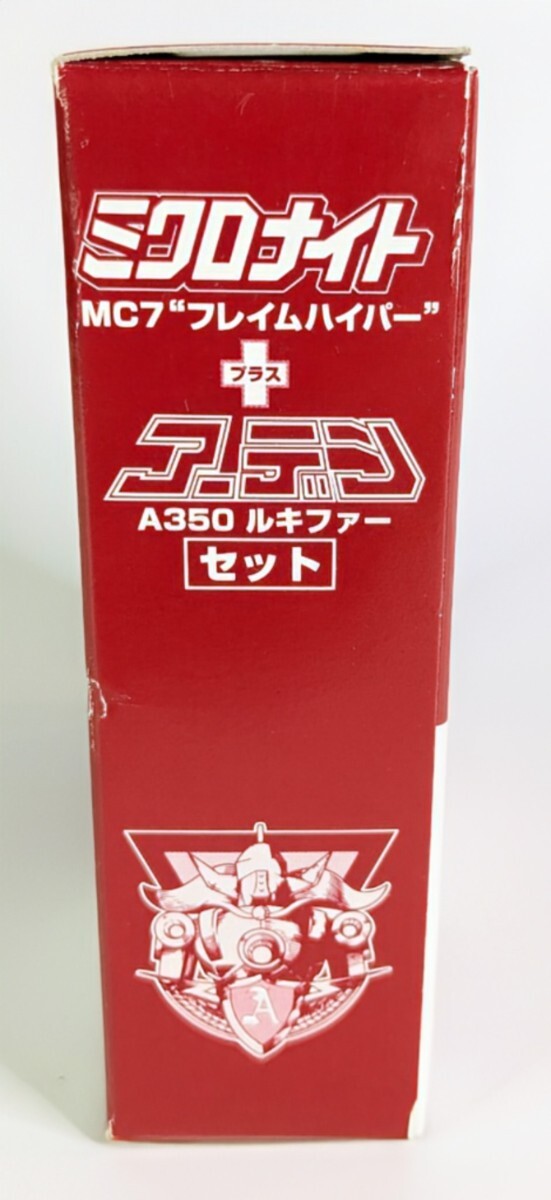 ミクロナイト
MC7“フレイムハイパー”
プラス
アーデン
A350 ルキファー
セット
A